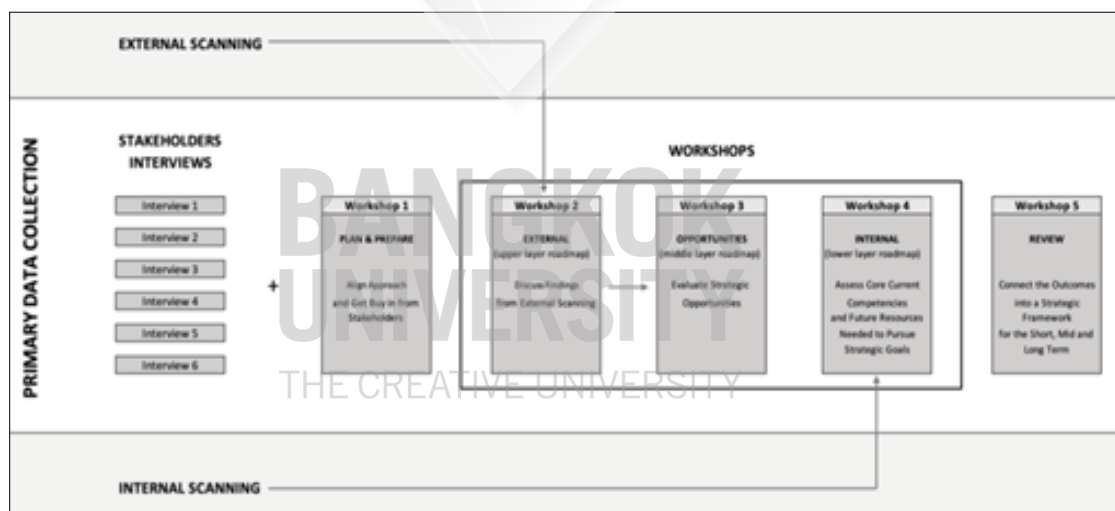 EXTERNAL SCANNING
PRIMARY DATA COLLECTION
STAKEHOLDERS
INTERVIEWS
Interview 1
Interview 2
Interview 3
Interview 4
Interview 5
Interview 6
+
WORKSHOPS
Workshop 1
PLAN & PREPARE
Align Approach
and Get Buy in from
Stakeholders
Workshop 2
EXTERNAL
(upper layer roadmap)
Discuss Findings
from External Scanning
Workshop 3
OPPORTUNITIES
(middle layer roadmap)
Evaluate Strategic
Opportunities
Workshop 4
INTERNAL
(lower layer roadmap)
Assess Core Current
Competencies
and Future Resources
Needed to Pursue
Strategic Goals
Workshop 5
REVIEW
Connect the Outcomes
into a Strategic
Framework
for the Short, Mid and
Long Term
INTERNAL SCANNING
BANGKOK
UNIVERSITY
THE CREATIVE UNIVERSITY